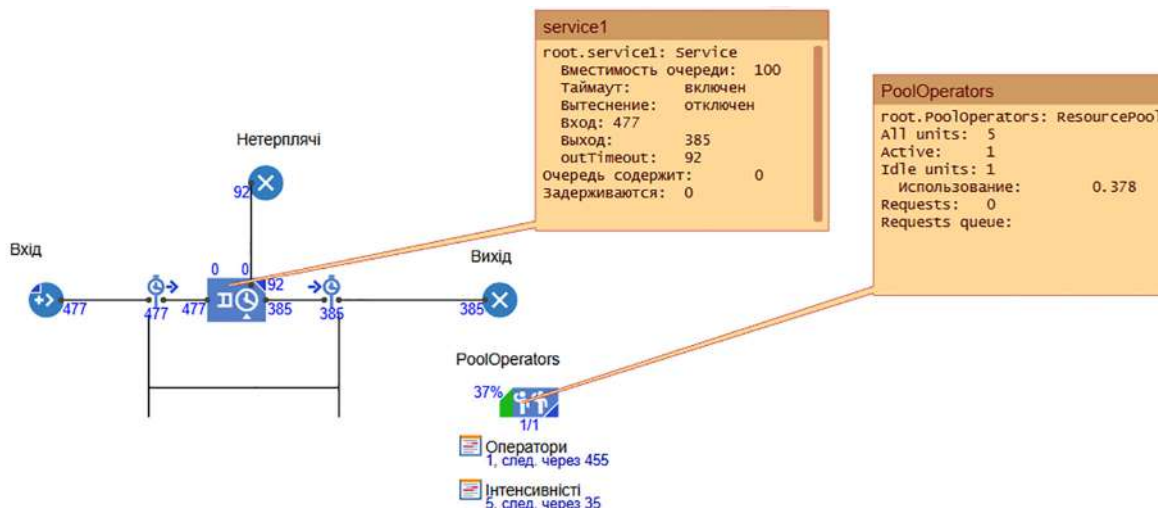 service1
root.service1: Service
Вместимость очереди: 100
Таймаут: включен
Вытеснение: отключен
Вход: 477
Выход: 385
outTimeout: 92
Очередь содержит: 0
Задерживаются: 0
PoolOperators
root.PoolOperators: ResourcePool
All units: 5
Active: 1
Idle units: 1
Использование: 0.378
Requests: 0
Requests queue:
Нетерплячі
92
Вхід
Вихід
0 0
92
477 477 477 385 385 385
PoolOperators
37%
1/1
Оператори
1, след. через 455
Інтенсивністі
5, след. через 35